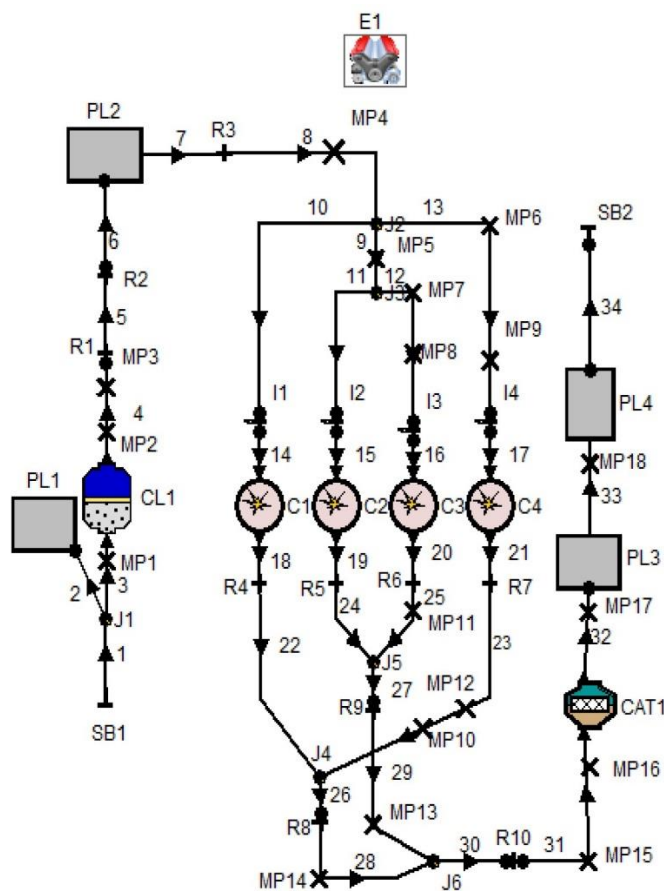 E1
PL2
7
R3
8
MP4
10
J2
13
MP6
SB2
9
MP5
6
11
12
J3
MP7
R2
34
5
MP9
R1
MP3
MP8
4
I1
I2
I3
I4
PL4
MP2
14
15
16
17
MP18
PL1
CL1
33
C1
C2
C3
C4
MP1
PL3
2
3
18
19
20
21
R4
R5
R6
R7
MP17
J1
24
25
MP11
32
1
22
23
J5
27
MP12
SB1
R9
CAT1
MP10
J4
29
MP16
26
R8
MP13
R10
30
31
MP15
MP14
28
J6